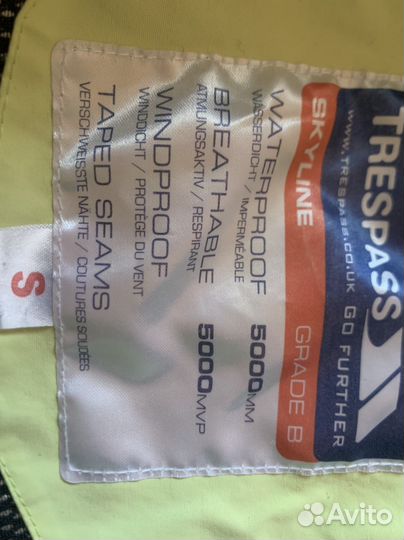 TRESPASS
www.TRESPASS.CO.UK GO FURTHER
SKYLINE GRADE B
WATERPROOF 5000MM
WASSERDICHT / IMPERMÉABLE
BREATHABLE 5000MVP
ATMUNGSAKTIV / RESPIRANT
WINDPROOF
WINDDICHT / PROTÈGE DU VENT
TAPED SEAMS
VERSCHWEISSTE NÄHTE / COUTURES SOUDÉES
S
Avito